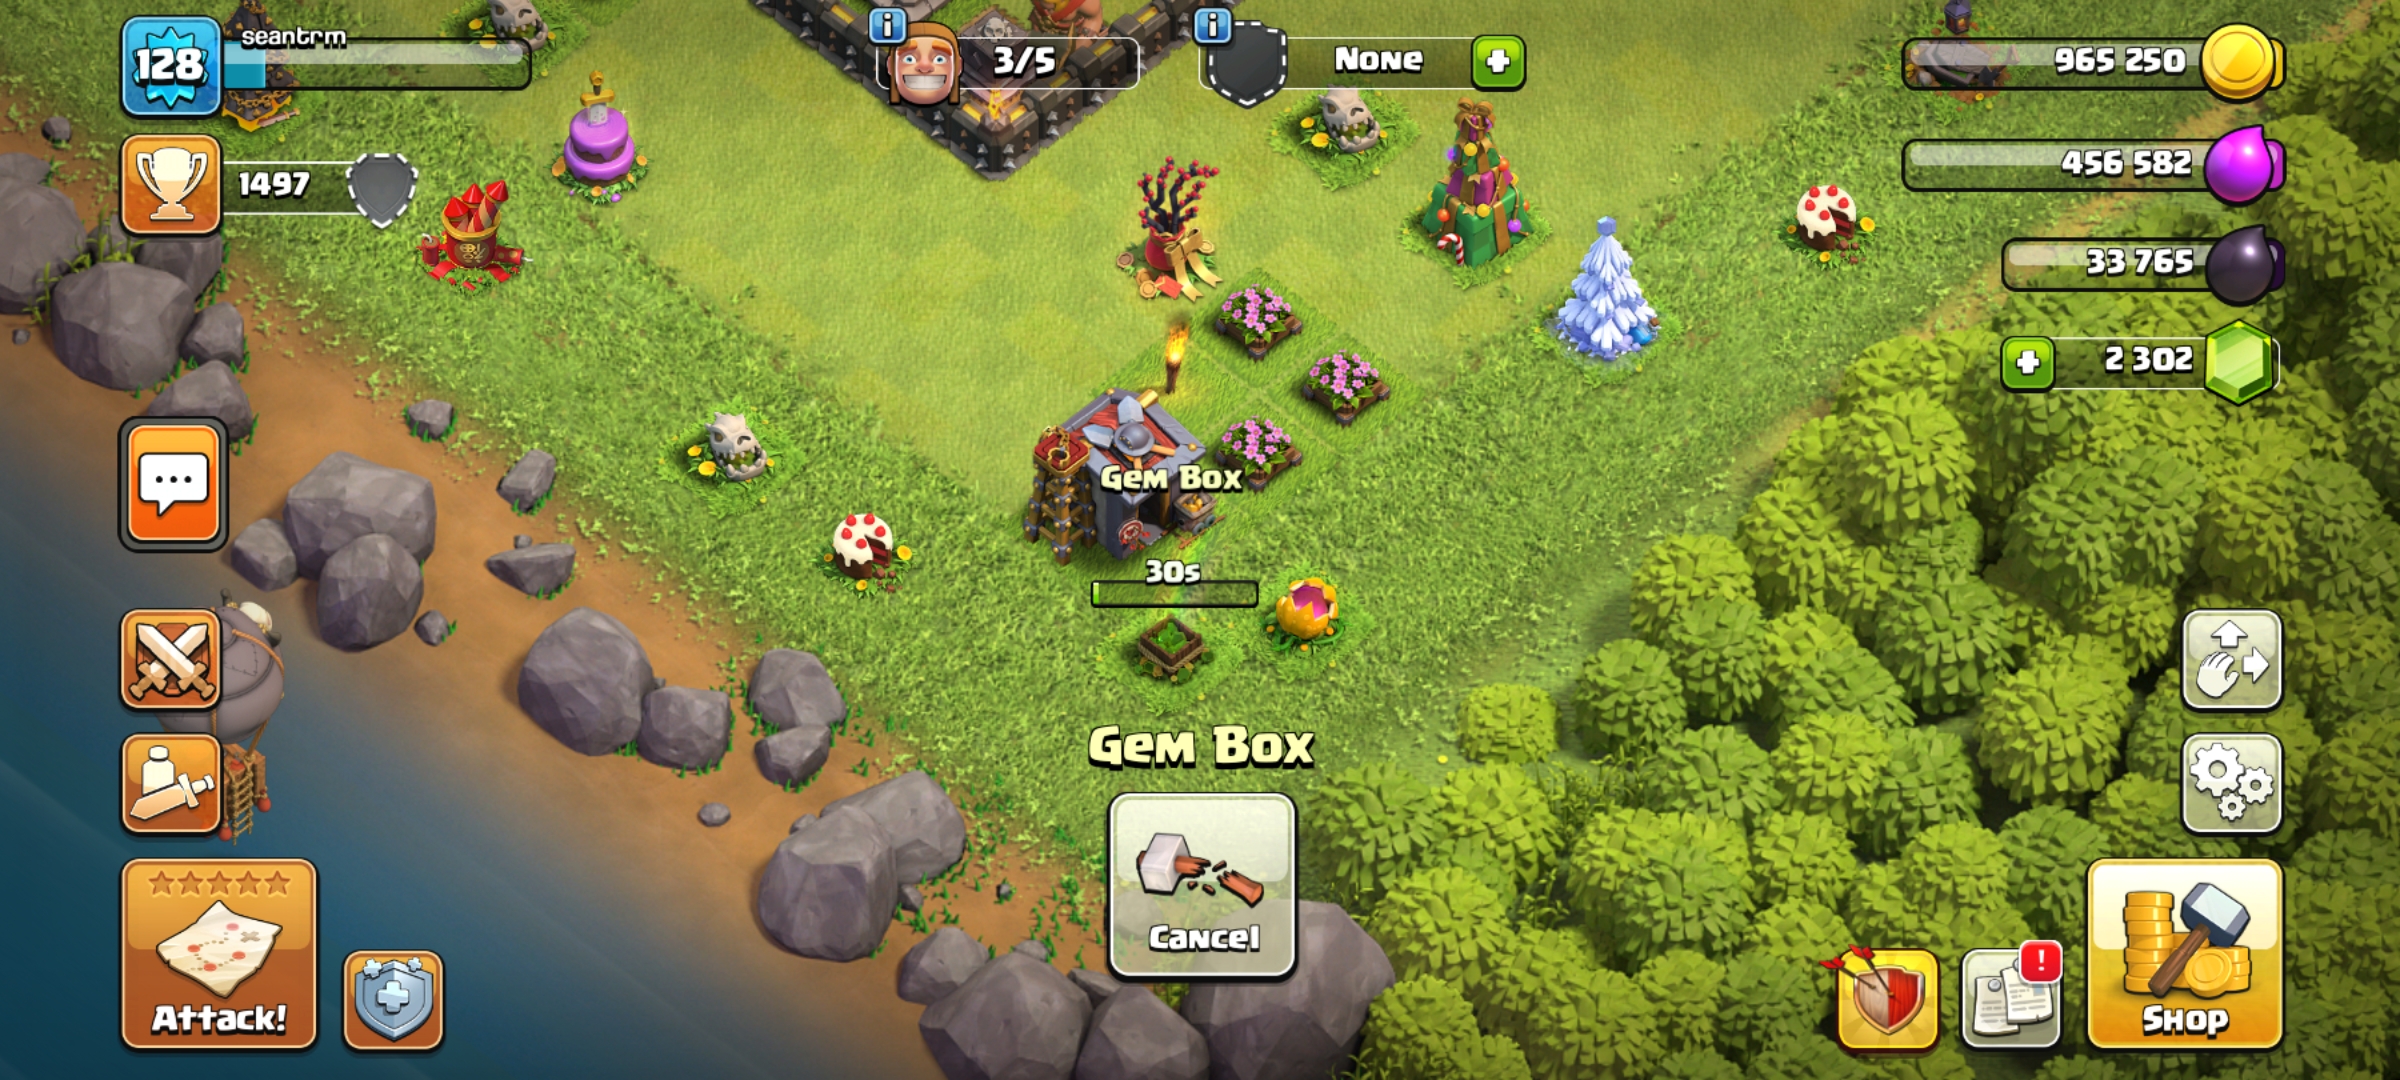 128
seantrm
3/5
None
965 250
1497
456 582
33 765
2 302
Gem Box
30s
Gem Box
Cancel
Attack!
!
Shop